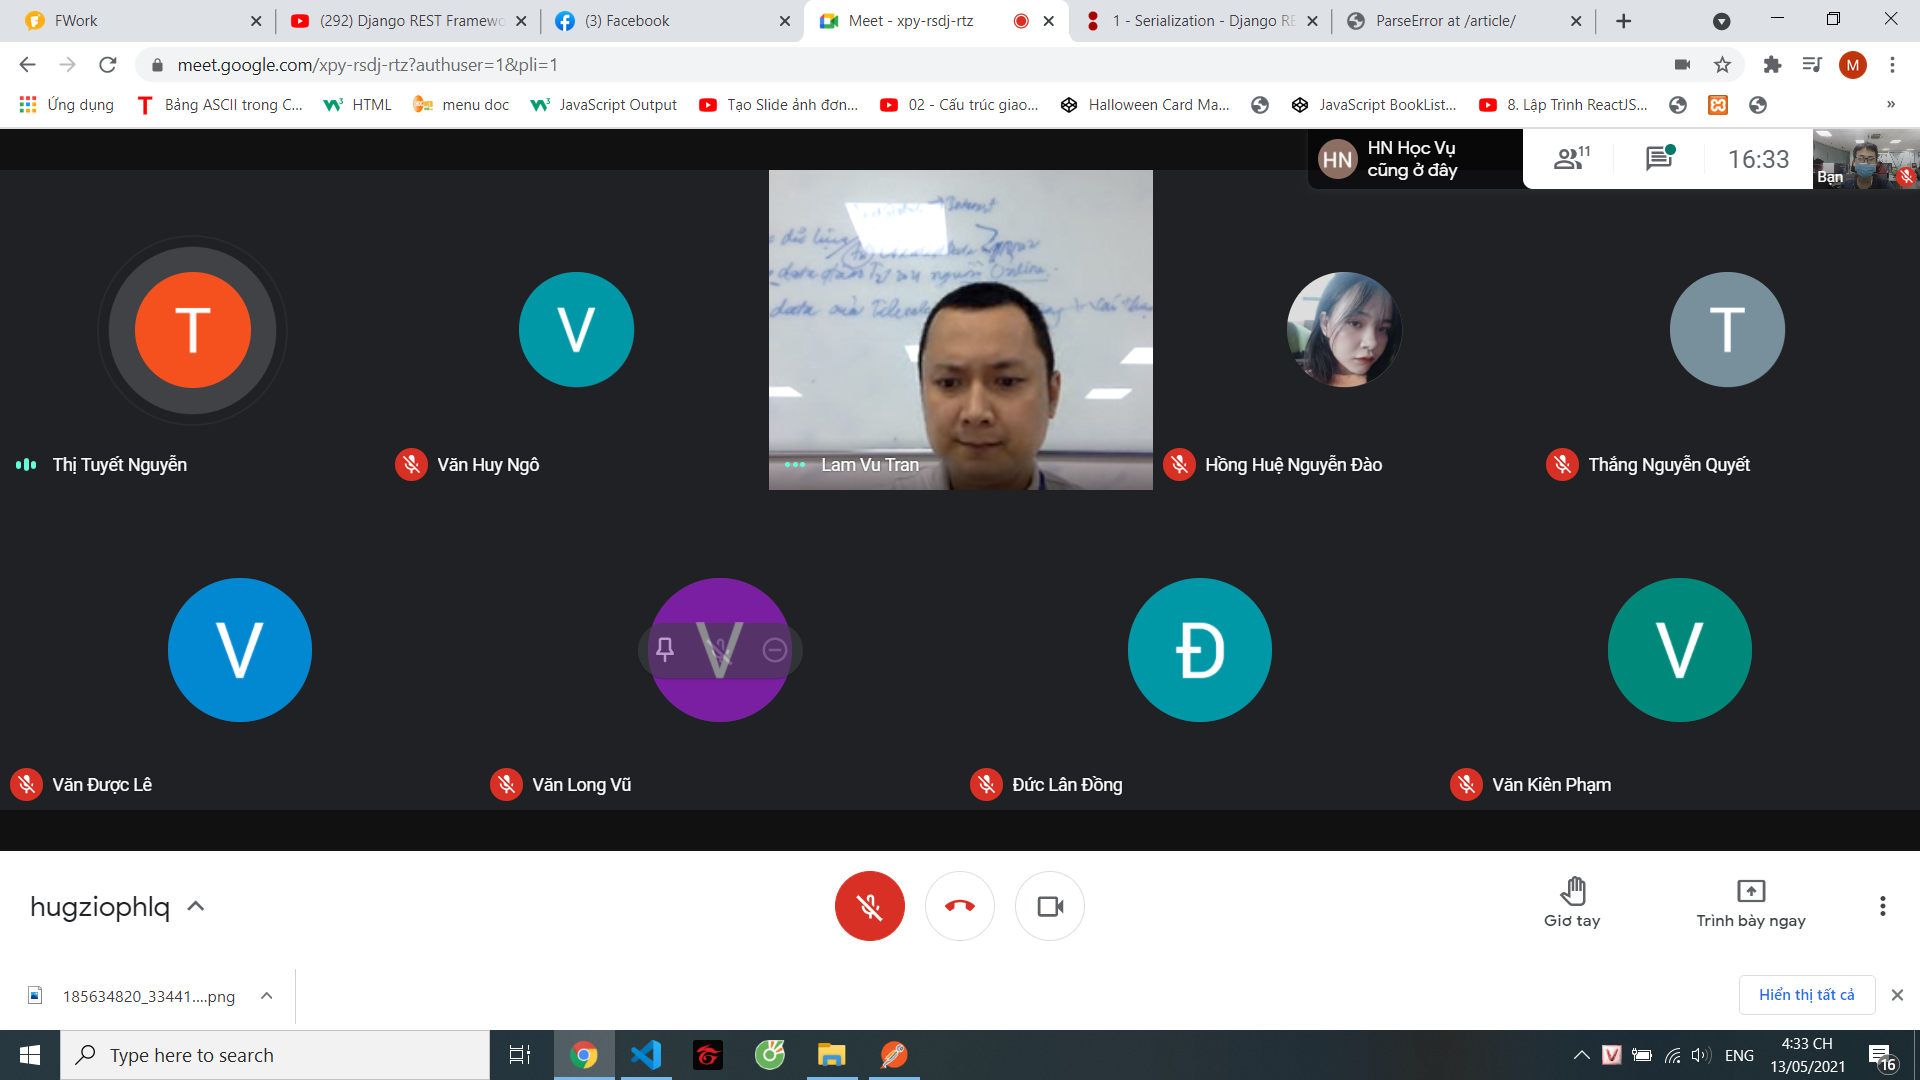 FWork
(292) Django REST Framewo
(3) Facebook
Meet - xpy-rsdj-rtz
1 - Serialization - Django RE
ParseError at /article/
meet.google.com/xpy-rsdj-rtz?authuser=1&pli=1
M
Ứng dụng
Bảng ASCII trong C...
HTML
menu doc
JavaScript Output
Tạo Slide ảnh đơn...
02 - Cấu trúc giao...
Halloween Card Ma...
JavaScript BookList...
8. Lập Trình ReactJS...
»
HN
HN Học Vụ
cũng ở đây
11
16:33
Bạn
T
V
T
Thị Tuyết Nguyễn
Văn Huy Ngô
Lam Vu Tran
Hồng Huệ Nguyễn Đào
Thắng Nguyễn Quyết
V
V
Đ
V
Văn Được Lê
Văn Long Vũ
Đức Lân Đồng
Văn Kiên Phạm
hugziophlq
Giơ tay
Trình bày ngay
185634820_33441....png
Hiển thị tất cả
Type here to search
ENG
4:33 CH
13/05/2021
16